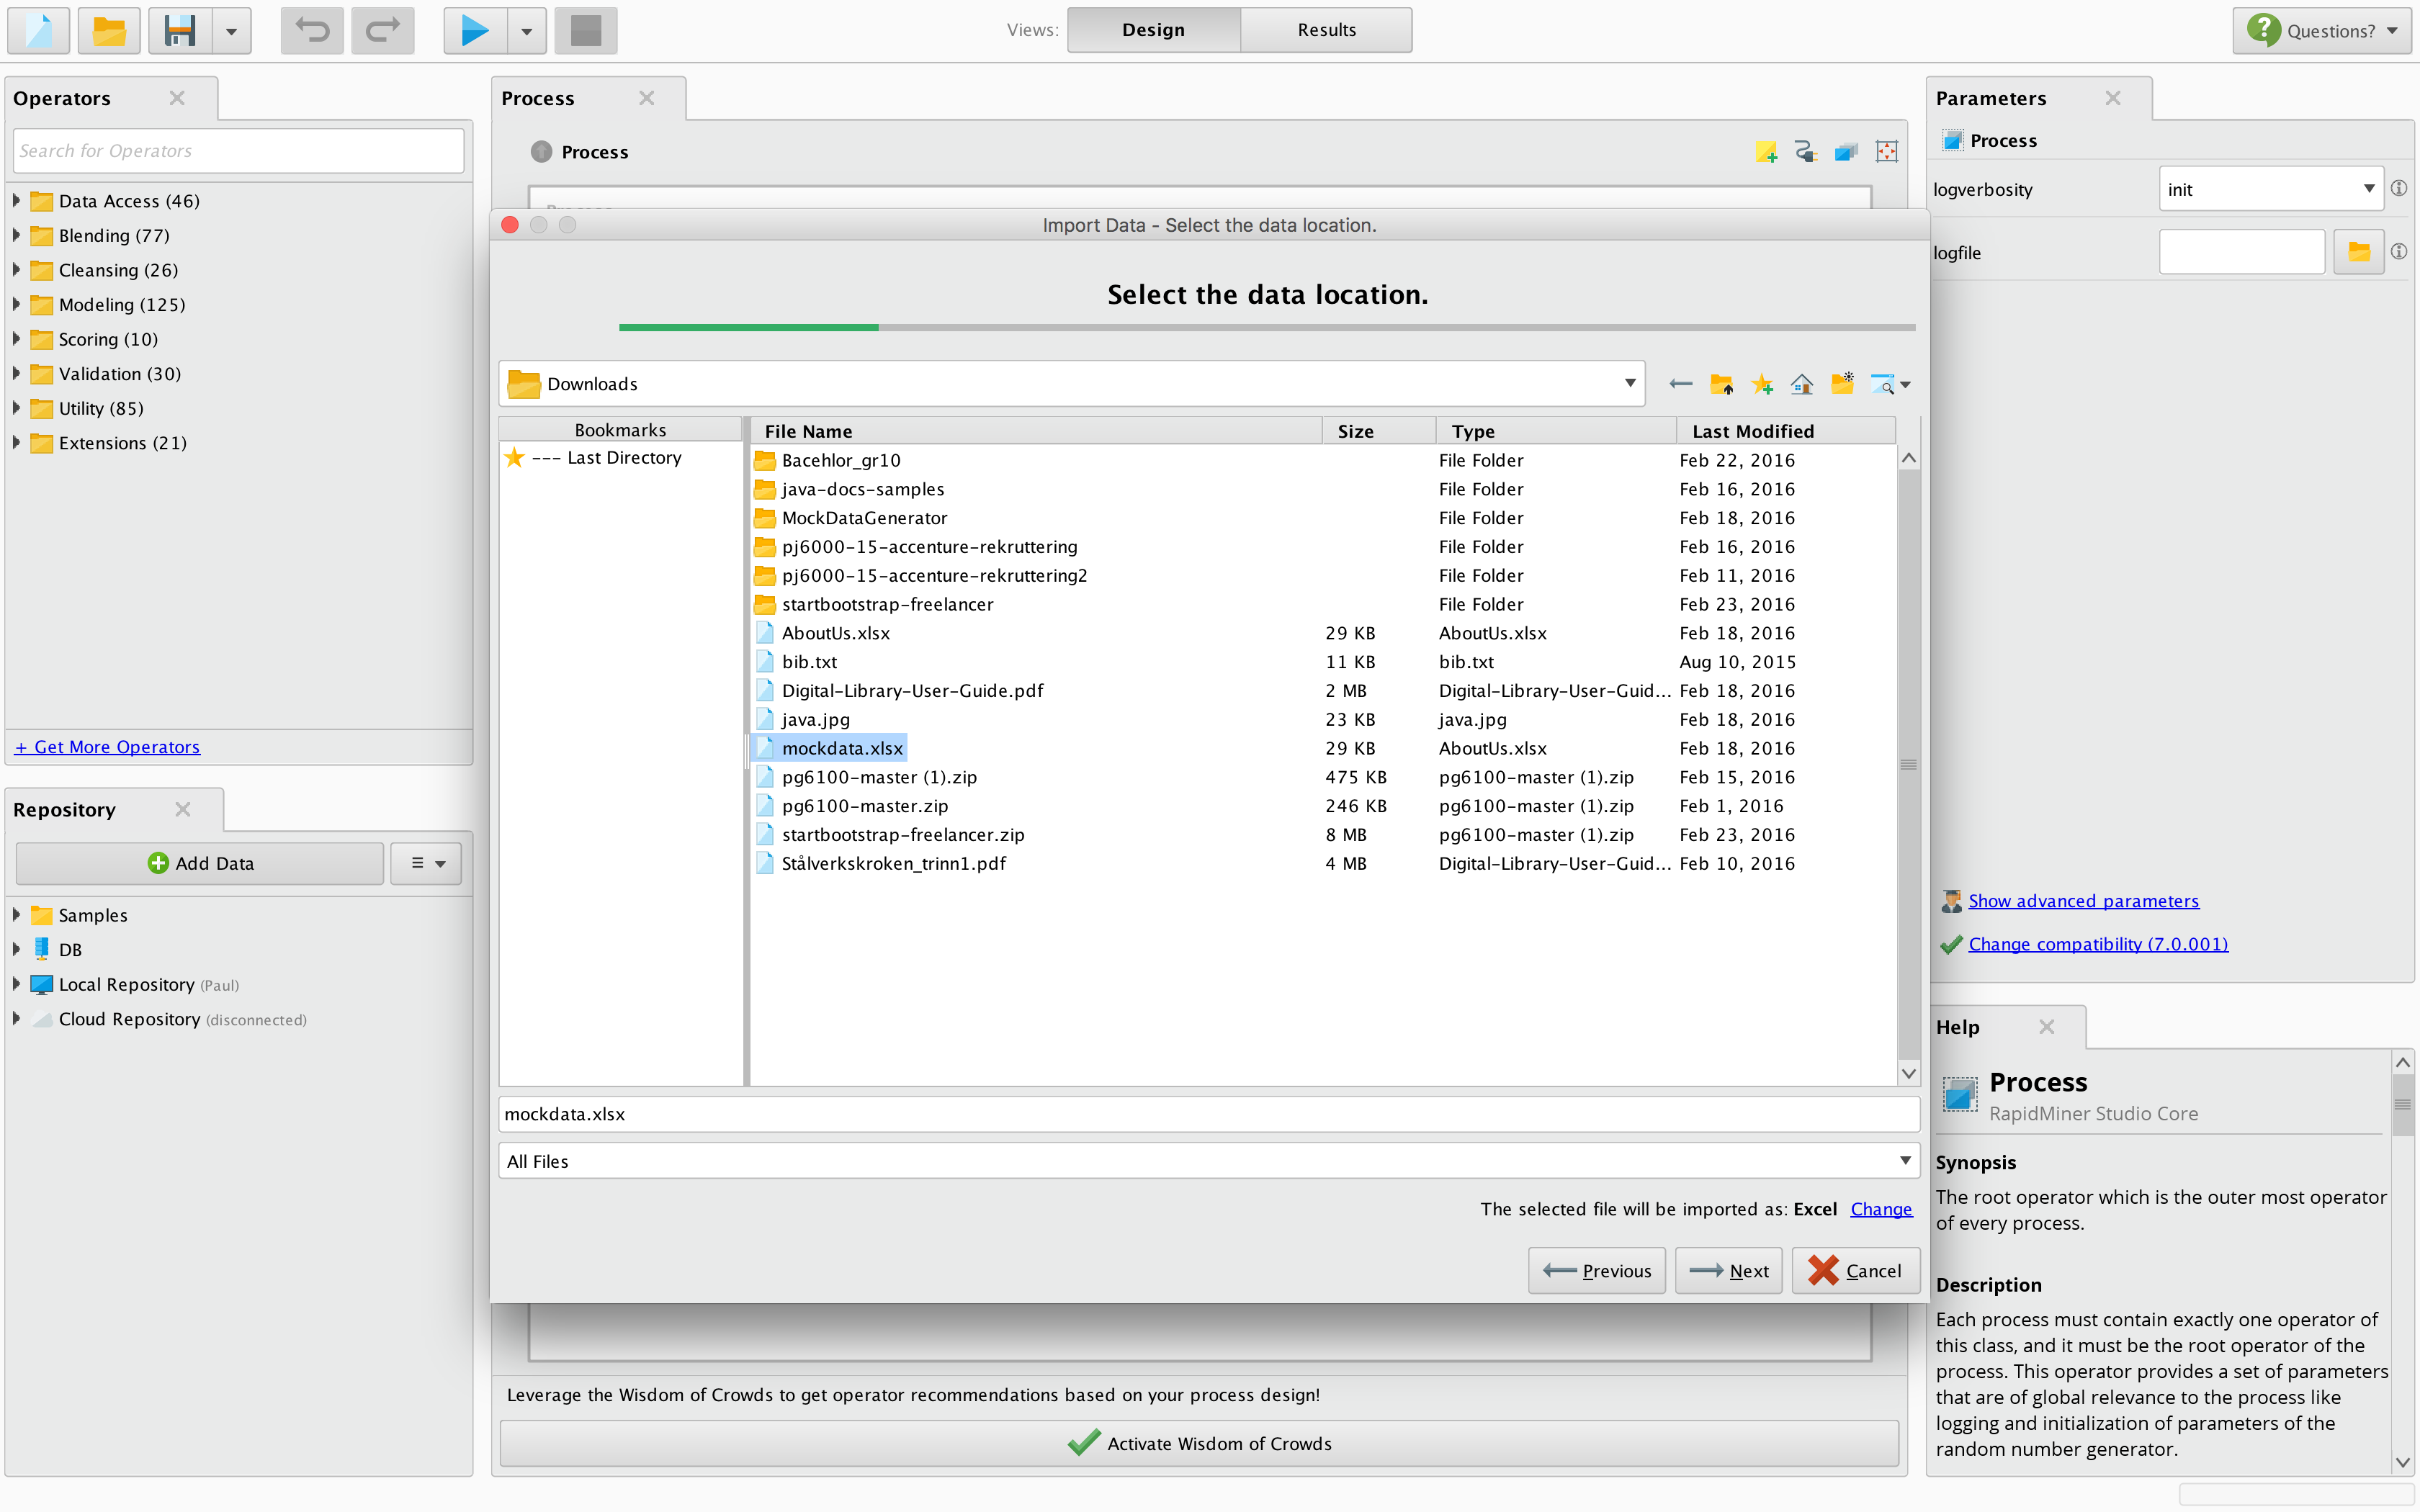 Views: Design Results Questions?
Operators
Search for Operators
Data Access (46)
Blending (77)
Cleansing (26)
Modeling (125)
Scoring (10)
Validation (30)
Utility (85)
Extensions (21)
+ Get More Operators
Repository
Add Data
Samples
DB
Local Repository (Paul)
Cloud Repository (disconnected)
Process
Process
Import Data - Select the data location.
Select the data location.
Downloads
Bookmarks
--- Last Directory
File Name Size Type Last Modified
Bacehlor_gr10 File Folder Feb 22, 2016
java-docs-samples File Folder Feb 16, 2016
MockDataGenerator File Folder Feb 18, 2016
pj6000-15-accenture-rekruttering File Folder Feb 16, 2016
pj6000-15-accenture-rekruttering2 File Folder Feb 11, 2016
startbootstrap-freelancer File Folder Feb 23, 2016
AboutUs.xlsx 29 KB AboutUs.xlsx Feb 18, 2016
bib.txt 11 KB bib.txt Aug 10, 2015
Digital-Library-User-Guide.pdf 2 MB Digital-Library-User-Guid... Feb 18, 2016
java.jpg 23 KB java.jpg Feb 18, 2016
mockdata.xlsx 29 KB AboutUs.xlsx Feb 18, 2016
pg6100-master (1).zip 475 KB pg6100-master (1).zip Feb 15, 2016
pg6100-master.zip 246 KB pg6100-master (1).zip Feb 1, 2016
startbootstrap-freelancer.zip 8 MB pg6100-master (1).zip Feb 23, 2016
Stålverkskroken_trinn1.pdf 4 MB Digital-Library-User-Guid... Feb 10, 2016
mockdata.xlsx
All Files
The selected file will be imported as: Excel Change
Previous Next Cancel
Leverage the Wisdom of Crowds to get operator recommendations based on your process design!
Activate Wisdom of Crowds
Parameters
Process
logverbosity init
logfile
Show advanced parameters
Change compatibility (7.0.001)
Help
Process
RapidMiner Studio Core
Synopsis
The root operator which is the outer most operator
of every process.
Description
Each process must contain exactly one operator of
this class, and it must be the root operator of the
process. This operator provides a set of parameters
that are of global relevance to the process like
logging and initialization of parameters of the
random number generator.